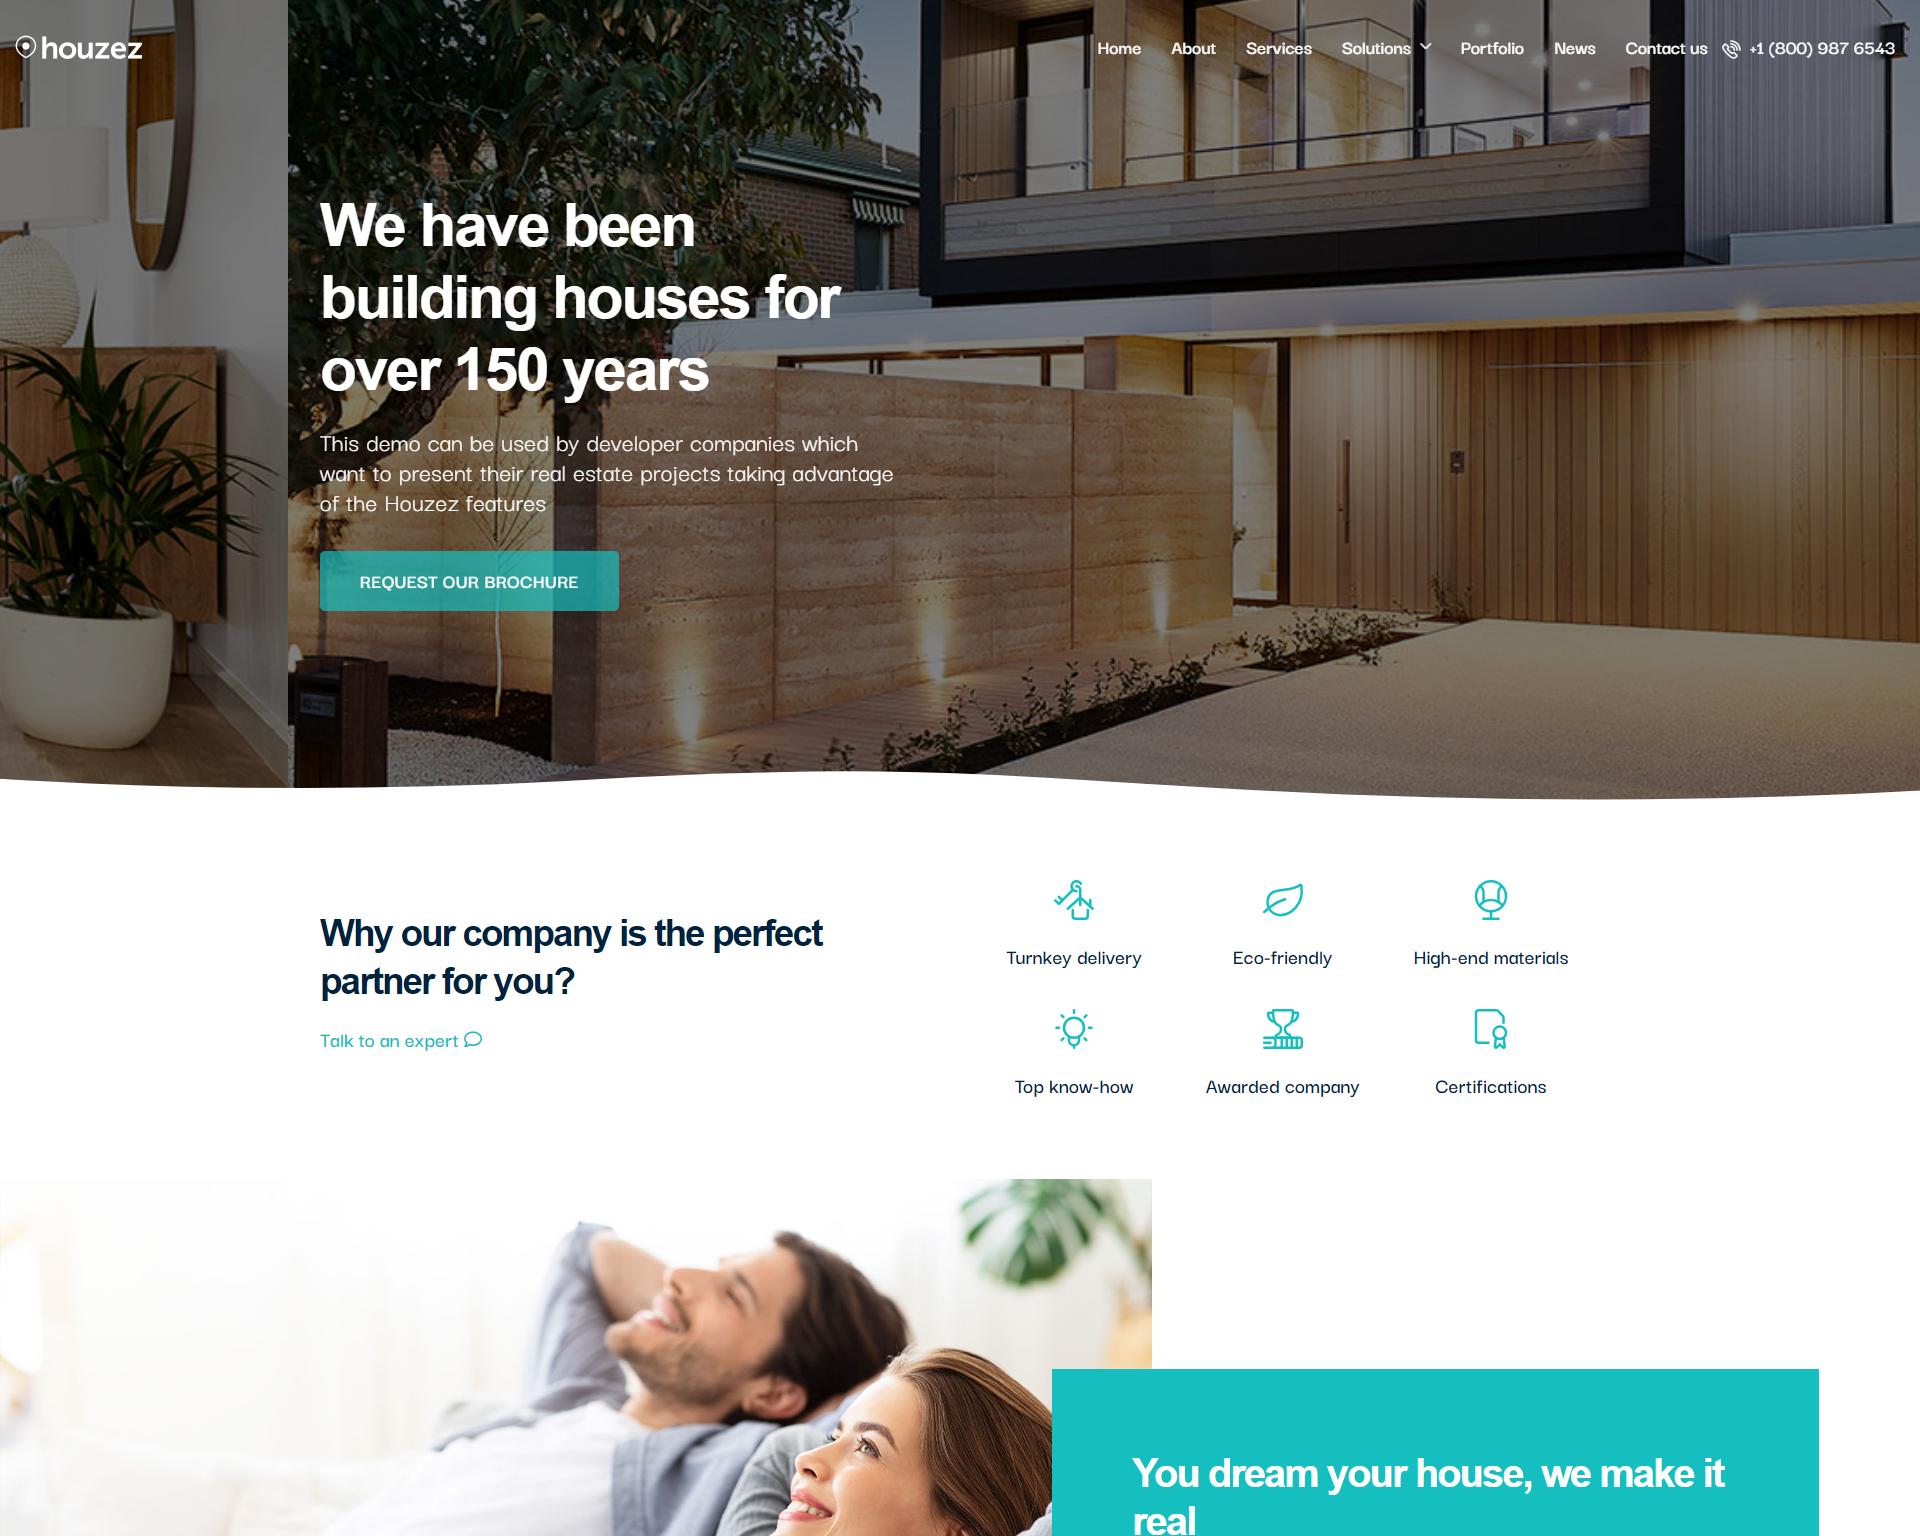 houzez
Home About Services Solutions Portfolio News Contact us +1 (800) 987 6543
We have been
building houses for
over 150 years
This demo can be used by developer companies which
want to present their real estate projects taking advantage
of the Houzez features
REQUEST OUR BROCHURE
Why our company is the perfect
partner for you?
Talk to an expert
Turnkey delivery
Eco-friendly
High-end materials
Top know-how
Awarded company
Certifications
You dream your house, we make it
real